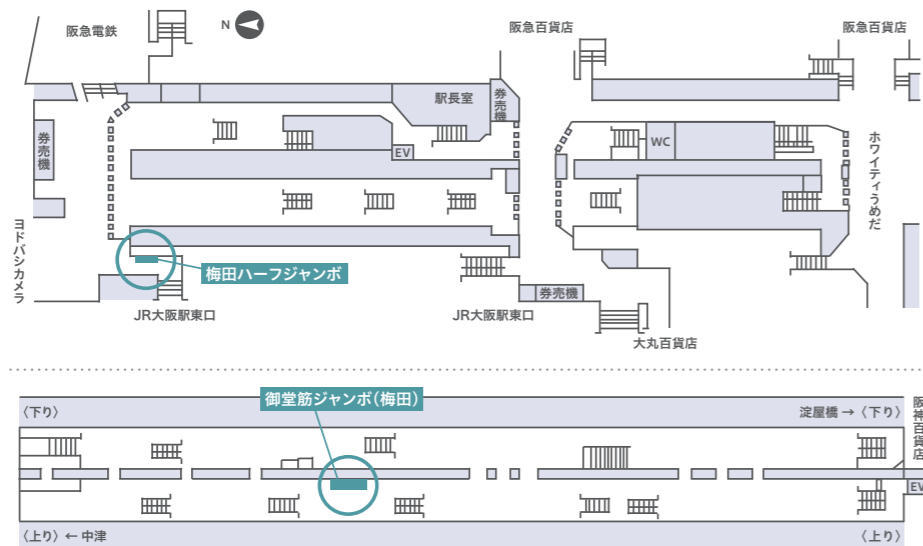 阪急電鉄
N
阪急百貨店
阪急百貨店
駅長室
券売機
券売機
EV
WC
ホワイティうめだ
ヨドバシカメラ
梅田ハーフジャンボ
JR大阪駅東口
JR大阪駅東口
券売機
大丸百貨店
御堂筋ジャンボ(梅田)
〈下り〉
淀屋橋 → 〈下り〉
阪神百貨店
EV
〈上り〉 ← 中津
〈上り〉